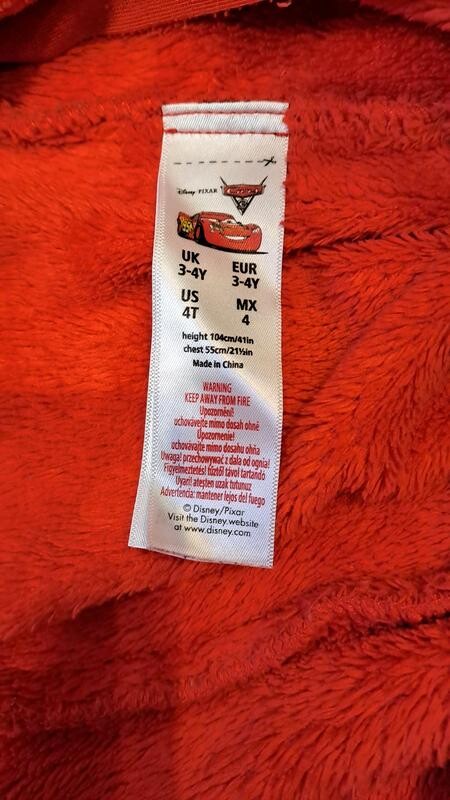 Disney PIXAR
UK EUR
3-4Y 3-4Y
US MX
4T 4
height 104cm/41in
chest 55cm/21½in
Made in China
WARNING
KEEP AWAY FROM FIRE
Upozornění!
uchovávejte mimo dosah ohně
Upozornenie!
uchovávajte mimo dosahu ohňa
Uwaga! przechowywać z dala od ognia!
Figyelmeztetés! tűztől távol tartandó
Uyarı! ateşten uzak tutunuz
Advertencia: mantener lejos del fuego
© Disney/Pixar
Visit the Disney.website
at www.disney.com